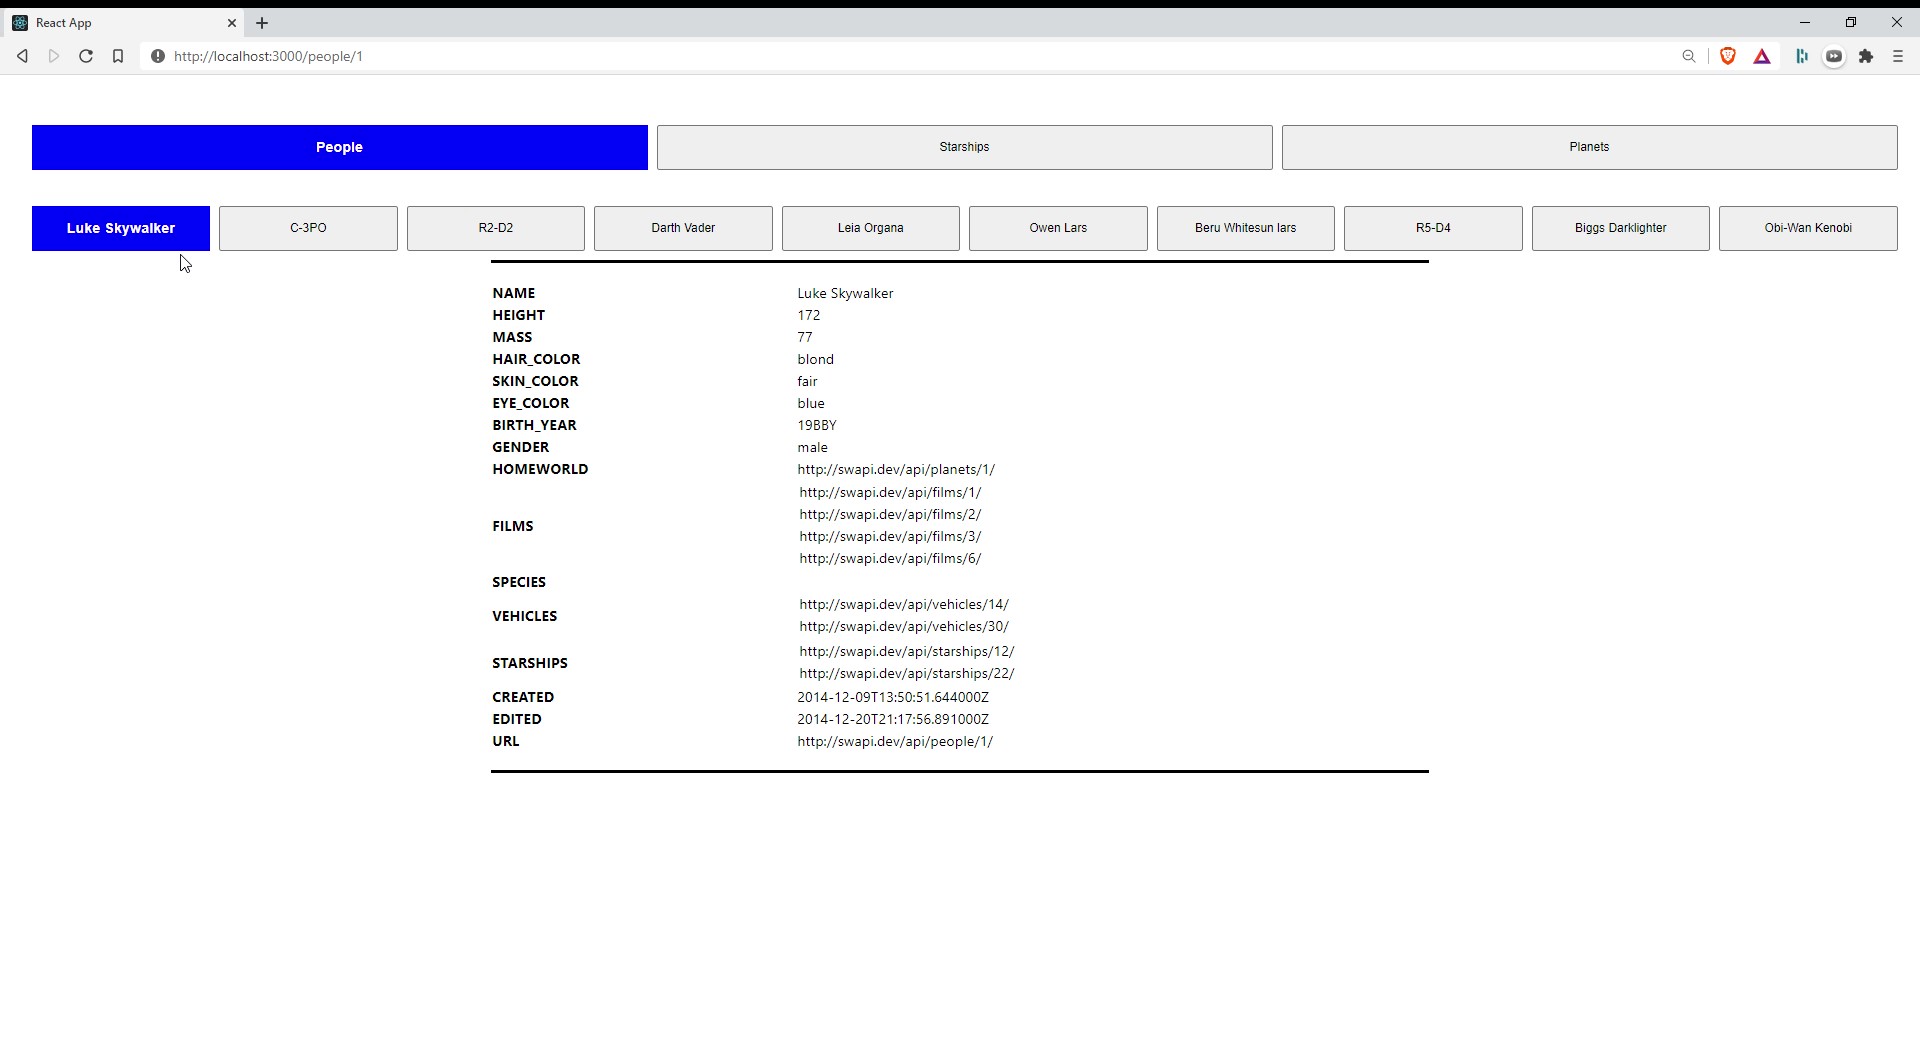 React App
http://localhost:3000/people/1
People Starships Planets
Luke Skywalker C-3PO R2-D2 Darth Vader Leia Organa Owen Lars Beru Whitesun lars R5-D4 Biggs Darklighter Obi-Wan Kenobi
NAME Luke Skywalker
HEIGHT 172
MASS 77
HAIR_COLOR blond
SKIN_COLOR fair
EYE_COLOR blue
BIRTH_YEAR 19BBY
GENDER male
HOMEWORLD http://swapi.dev/api/planets/1/
FILMS http://swapi.dev/api/films/1/
http://swapi.dev/api/films/2/
http://swapi.dev/api/films/3/
http://swapi.dev/api/films/6/
SPECIES
VEHICLES http://swapi.dev/api/vehicles/14/
http://swapi.dev/api/vehicles/30/
STARSHIPS http://swapi.dev/api/starships/12/
http://swapi.dev/api/starships/22/
CREATED 2014-12-09T13:50:51.644000Z
EDITED 2014-12-20T21:17:56.891000Z
URL http://swapi.dev/api/people/1/